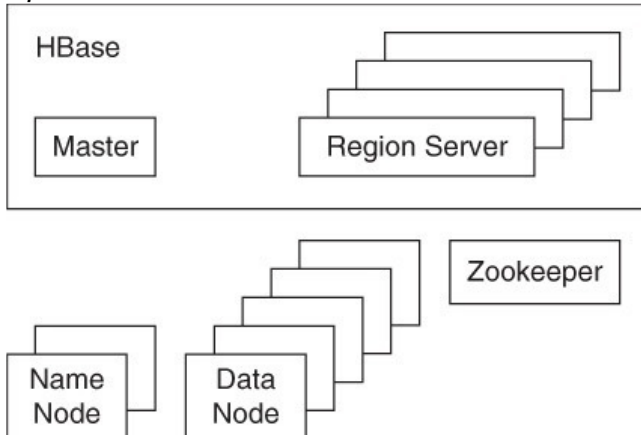 HBase
Master
Region Server
Zookeeper
Name
Node
Data
Node